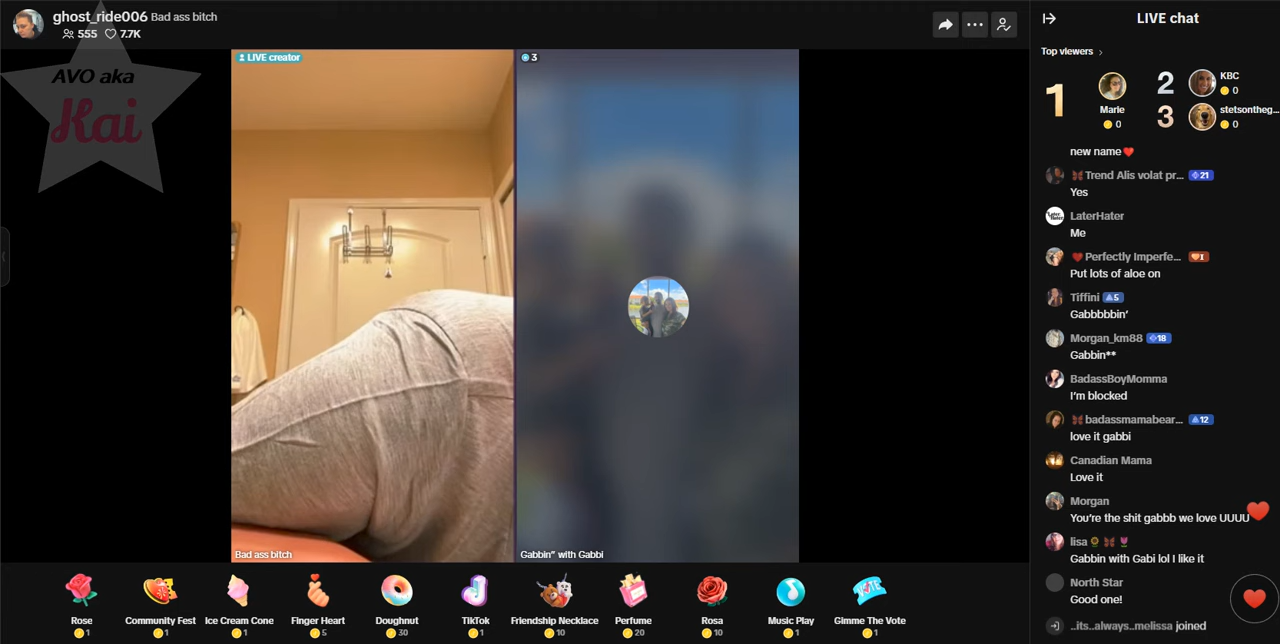 ghost_ride006 Bad ass bitch
555 7.7K
AVO aka
Kai
LIVE creator
3
Bad ass bitch
Gabbin" with Gabbi
Rose
1
Community Fest
1
Ice Cream Cone
1
Finger Heart
5
Doughnut
30
TikTok
1
Friendship Necklace
10
Perfume
20
Rosa
10
Music Play
1
Gimme The Vote
1
LIVE chat
Top viewers >
1
Marie
0
2
KBC
0
3
stetsontheg...
0
new name❤️
Trend Alis volat pr... 21
Yes
LaterHater
Me
❤️Perfectly Imperfe... I
Put lots of aloe on
Tiffini 5
Gabbbbbin'
Morgan_km88 18
Gabbin**
BadassBoyMomma
I'm blocked
badassmamabear... 12
love it gabbi
Canadian Mama
Love it
Morgan
You're the shit gabbb we love UUUU
lisa🌻🦋🌷
Gabbin with Gabi lol I like it
North Star
Good one!
..its..always..melissa joined